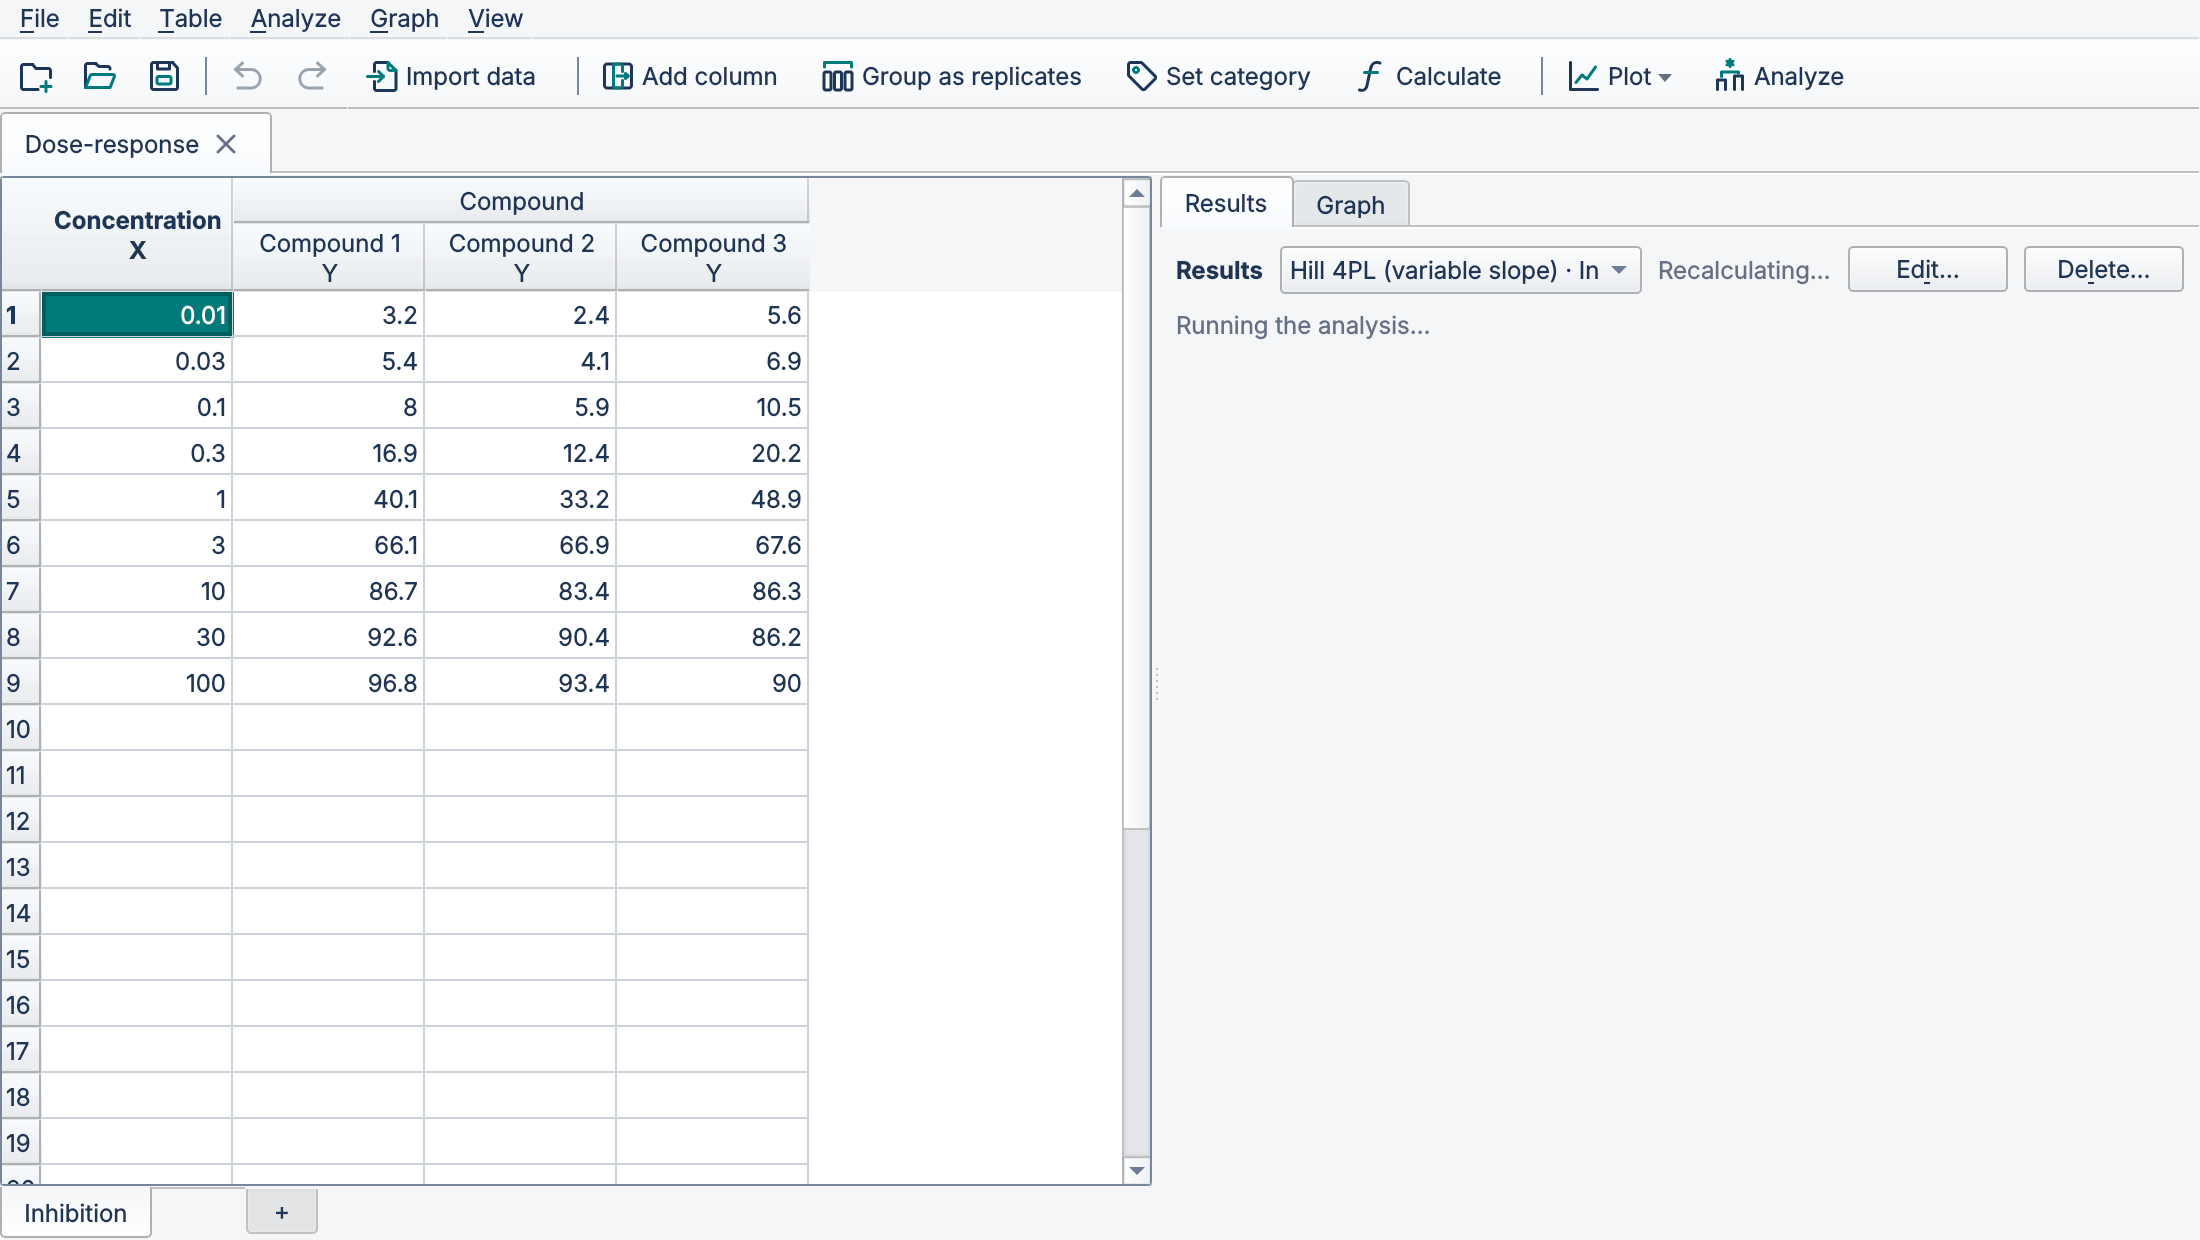 File Edit Table Analyze Graph View
Import data Add column Group as replicates Set category Calculate Plot Analyze
Dose-response
Concentration X
Compound
Compound 1 Y
Compound 2 Y
Compound 3 Y
1 0.01 3.2 2.4 5.6
2 0.03 5.4 4.1 6.9
3 0.1 8 5.9 10.5
4 0.3 16.9 12.4 20.2
5 1 40.1 33.2 48.9
6 3 66.1 66.9 67.6
7 10 86.7 83.4 86.3
8 30 92.6 90.4 86.2
9 100 96.8 93.4 90
10
11
12
13
14
15
16
17
18
19
Inhibition +
Results Graph
Results Hill 4PL (variable slope) · In Recalculating... Edit... Delete...
Running the analysis...